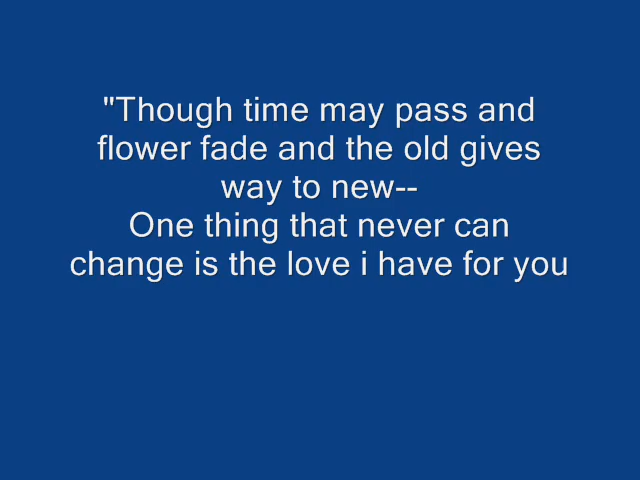 "Though time may pass and
flower fade and the old gives
way to new--
One thing that never can
change is the love i have for you